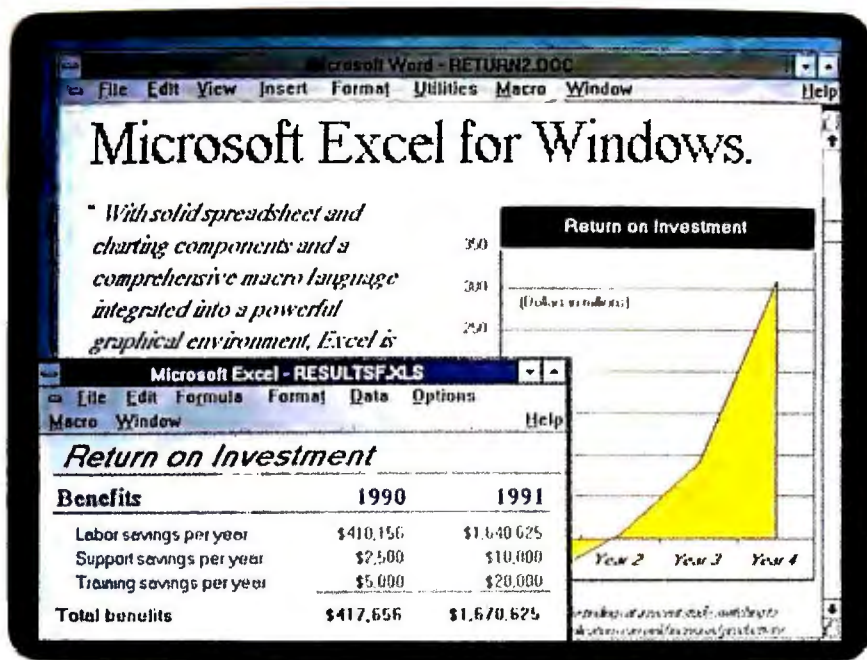 Microsoft Word - RETURN2.DOC
File Edit View Insert Format Utilities Macro Window Help
Microsoft Excel for Windows.
" With solid spreadsheet and
charting components and a
comprehensive macro language
integrated into a powerful
graphical environment, Excel is
Return on Investment
350
300
(Dollars in millions)
250
Year 2 Year 3 Year 4
Microsoft Excel - RESULTSF.XLS
File Edit Formula Format Data Options
Macro Window Help
Return on Investment
Benefits 1990 1991
Labor savings per year $410,156 $1,640,625
Support savings per year $2,500 $10,000
Training savings per year $5,000 $20,000
Total benefits $417,656 $1,670,625